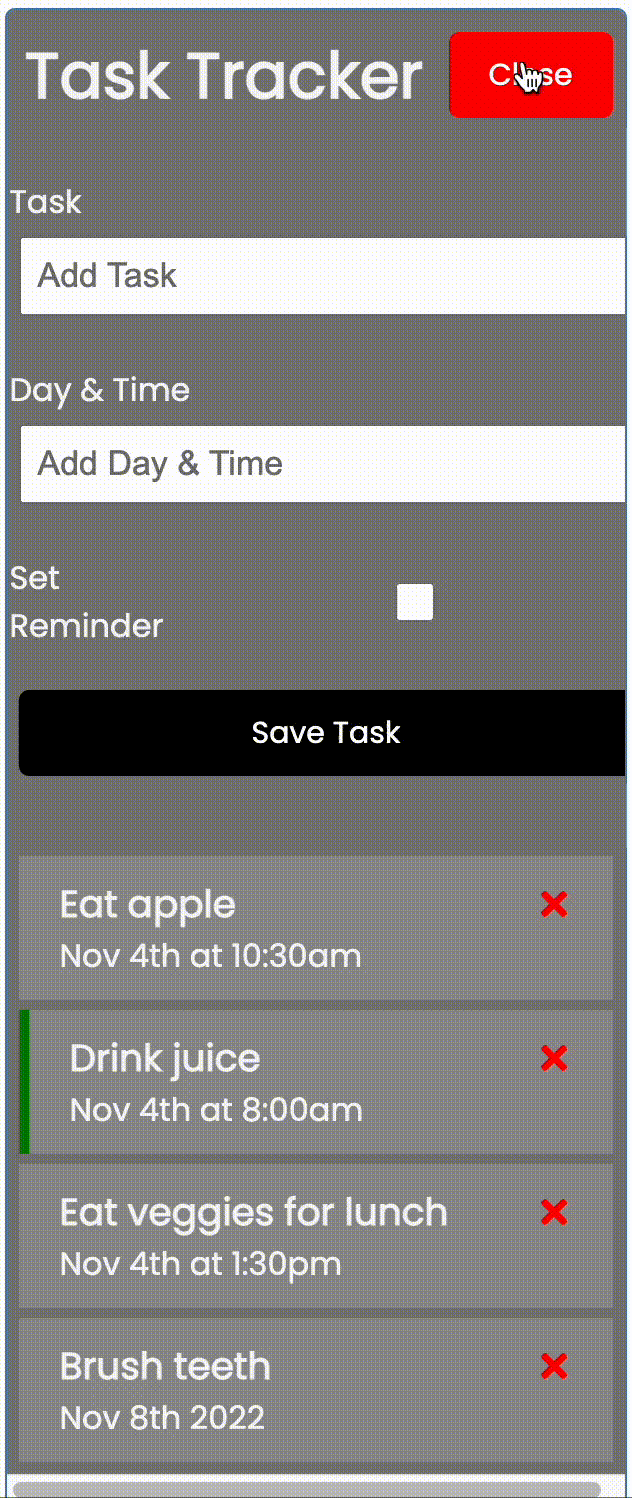 Task Tracker
Close
Task
Add Task
Day & Time
Add Day & Time
Set
Reminder
Save Task
Eat apple
Nov 4th at 10:30am
Drink juice
Nov 4th at 8:00am
Eat veggies for lunch
Nov 4th at 1:30pm
Brush teeth
Nov 8th 2022